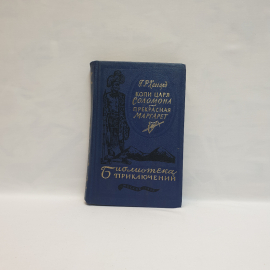 Г. Р. Хаггард
КОПИ ЦАРЯ
СОЛОМОНА
ПРЕКРАСНАЯ
МАРГАРЕТ
Библиотека
ПРИКЛЮЧЕНИЙ